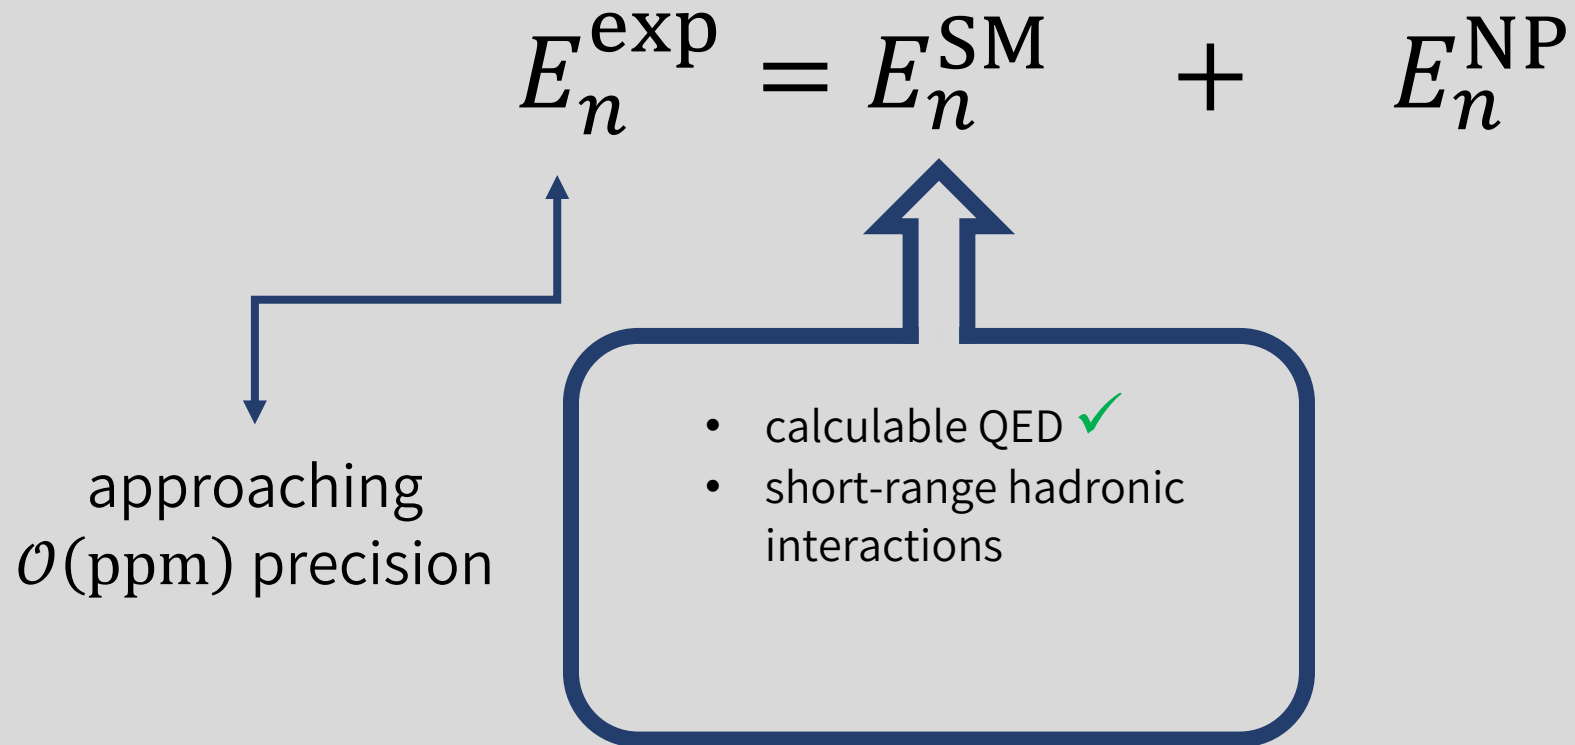 E_n^exp = E_n^SM + E_n^NP
approaching
𝒪(ppm) precision
• calculable QED ✓
• short-range hadronic
interactions